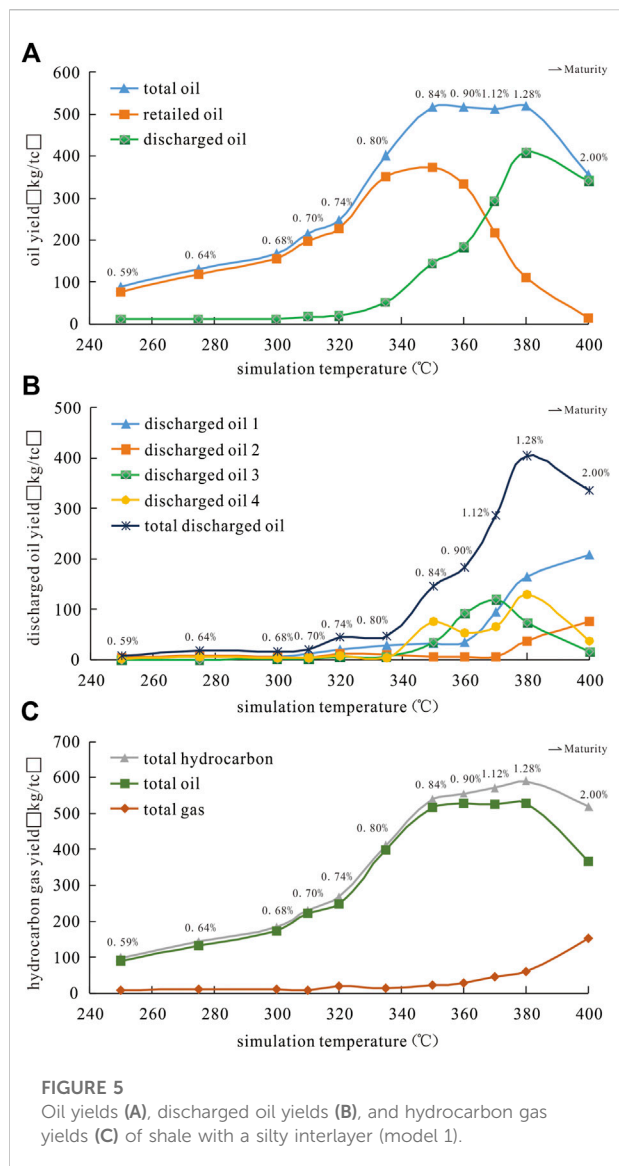 A
600
500
400
300
200
100
0
oil yield□kg/tc□
total oil
retailed oil
discharged oil
→Maturity
0. 59%
0. 64%
0. 68%
0. 70%
0. 74%
0. 80%
0. 84%
0. 90%
1.12%
1.28%
2.00%
240 260 280 300 320 340 360 380 400
simulation temperature (℃)
B
500
400
300
200
100
0
discharged oil yield□kg/tc□
discharged oil 1
discharged oil 2
discharged oil 3
discharged oil 4
total discharged oil
→Maturity
0. 59%
0. 64%
0. 68%
0. 70%
0. 74%
0. 80%
0. 84%
0. 90%
1.12%
1.28%
2.00%
240 260 280 300 320 340 360 380 400
C
700
600
500
400
300
200
100
0
hydrocarbon gas yield□kg/tc□
total hydrocarbon
total oil
total gas
→Maturity
0. 59%
0. 64%
0. 68%
0. 70%
0. 74%
0. 80%
0. 84%
0. 90%
1.12%
1.28%
2.00%
240 260 280 300 320 340 360 380 400
simulation temperature (℃)
FIGURE 5
Oil yields (A), discharged oil yields (B), and hydrocarbon gas
yields (C) of shale with a silty interlayer (model 1).